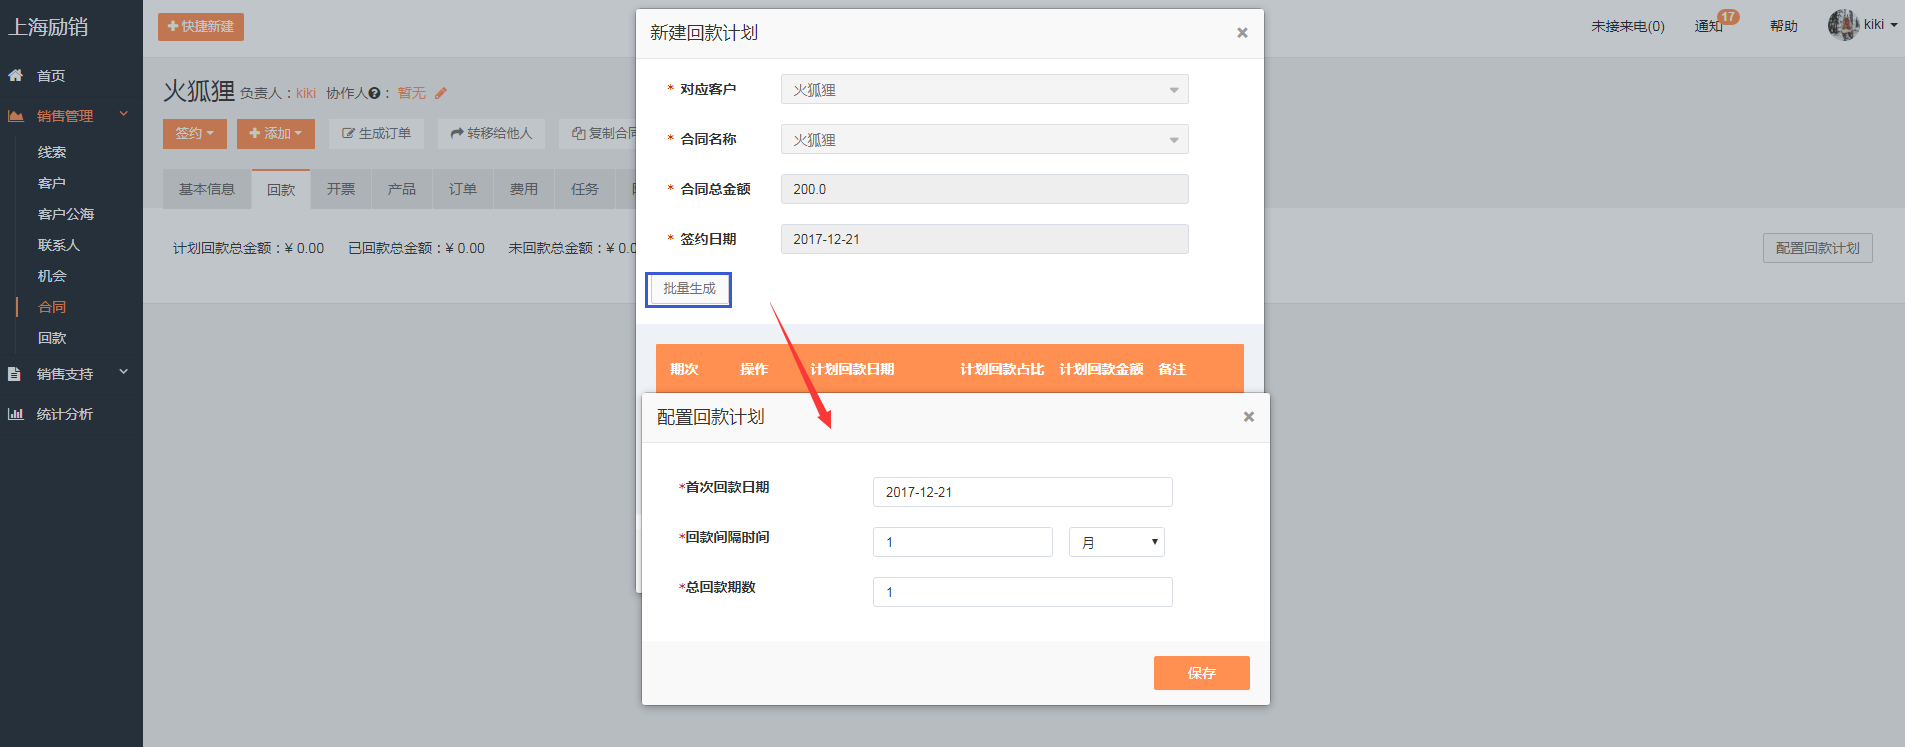 上海励销
快捷新建
未接来电(0)
通知
17
帮助
kiki
首页
销售管理
线索
客户
客户公海
联系人
机会
合同
回款
销售支持
统计分析
火狐狸 负责人：kiki 协作人 ： 暂无
签约
添加
生成订单
转移给他人
复制合同
基本信息
回款
开票
产品
订单
费用
任务
计划回款总金额：¥ 0.00 已回款总金额：¥ 0.00 未回款总金额：¥ 0.0
配置回款计划
新建回款计划
×
* 对应客户 火狐狸
* 合同名称 火狐狸
* 合同总金额 200.0
* 签约日期 2017-12-21
批量生成
期次 操作 计划回款日期 计划回款占比 计划回款金额 备注
配置回款计划
×
*首次回款日期 2017-12-21
*回款间隔时间 1 月
*总回款期数 1
保存